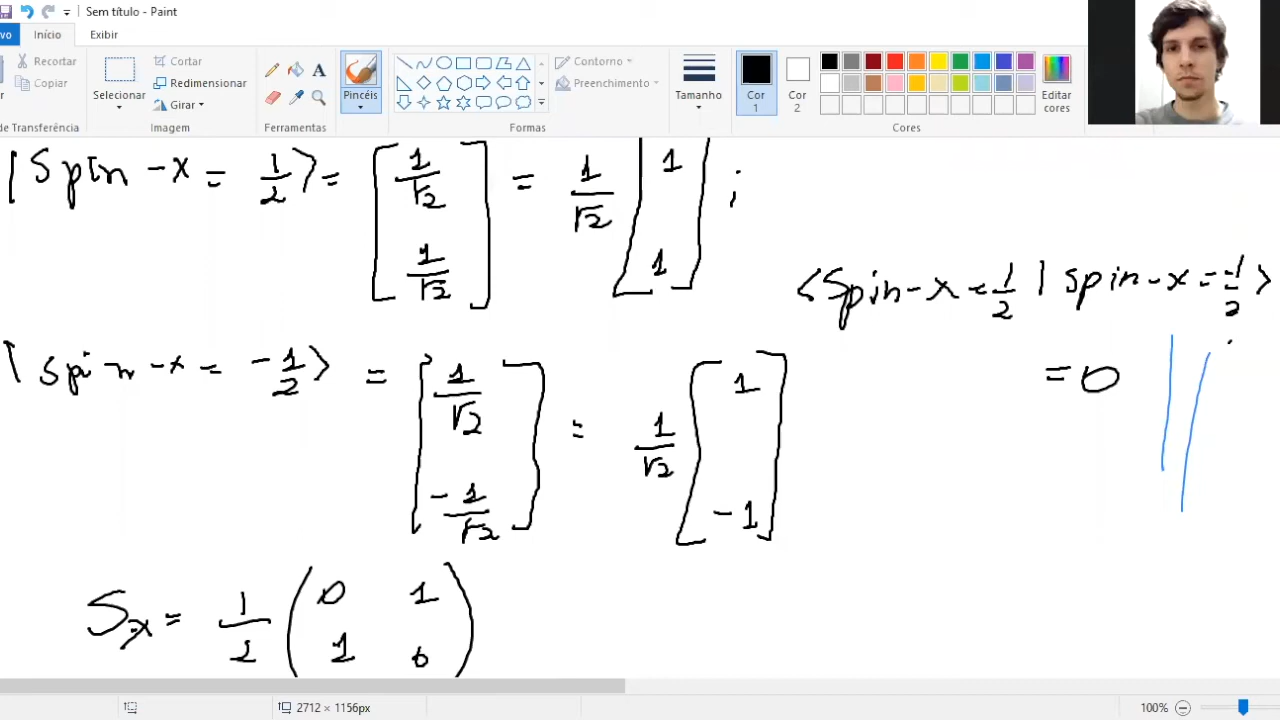 Sem título - Paint
vo Início Exibir
Recortar
Copiar
de Transferência
Selecionar
Cortar
Redimensionar
Girar
Imagem
A
Ferramentas
Pincéis
Contorno
Preenchimento
Formas
Tamanho
Cor 1
Cor 2
Editar cores
Cores
|Spin-x = 1/2⟩ = [1/√2 1/√2] = 1/√2 [1 1] ;
⟨Spin-x = 1/2 | spin-x = -1/2⟩
= 0
|spin-x = -1/2⟩ = [1/√2 -1/√2] = 1/√2 [1 -1]
Sx = 1/2 (0 1 1 0)
2712 × 1156px
100%